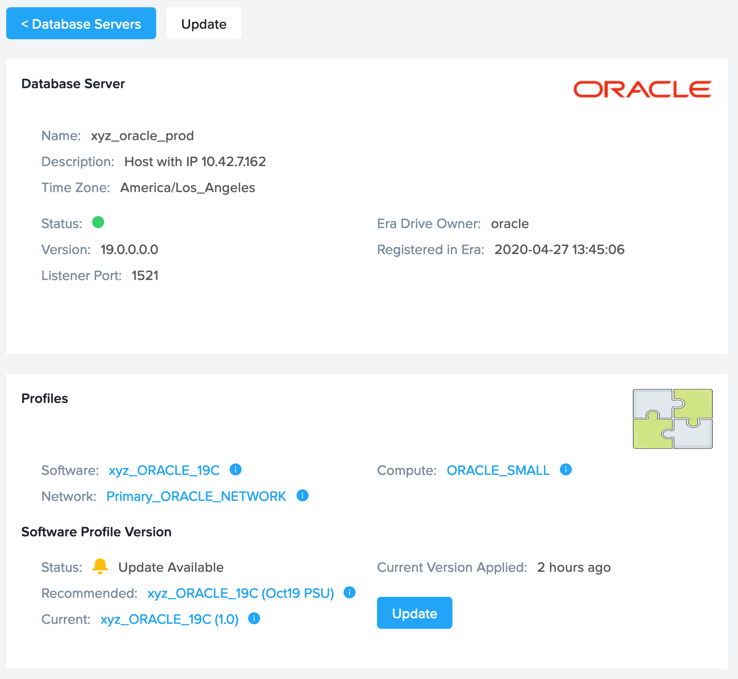 < Database Servers Update
Database Server
ORACLE
Name: xyz_oracle_prod
Description: Host with IP 10.42.7.162
Time Zone: America/Los_Angeles
Status: Era Drive Owner: oracle
Version: 19.0.0.0.0 Registered in Era: 2020-04-27 13:45:06
Listener Port: 1521
Profiles
Software: xyz_ORACLE_19C Compute: ORACLE_SMALL
Network: Primary_ORACLE_NETWORK
Software Profile Version
Status: Update Available Current Version Applied: 2 hours ago
Recommended: xyz_ORACLE_19C (Oct19 PSU)
Update
Current: xyz_ORACLE_19C (1.0)